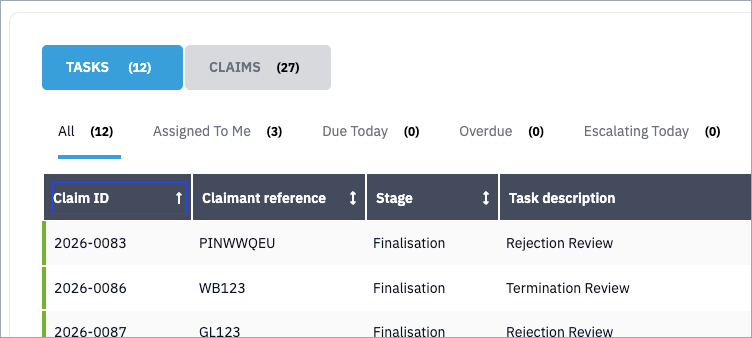 TASKS (12) CLAIMS (27)
All (12) Assigned To Me (3) Due Today (0) Overdue (0) Escalating Today (0)
Claim ID Claimant reference Stage Task description
2026-0083 PINWWQEU Finalisation Rejection Review
2026-0086 WB123 Finalisation Termination Review
2026-0087 GL123 Finalisation Rejection Review